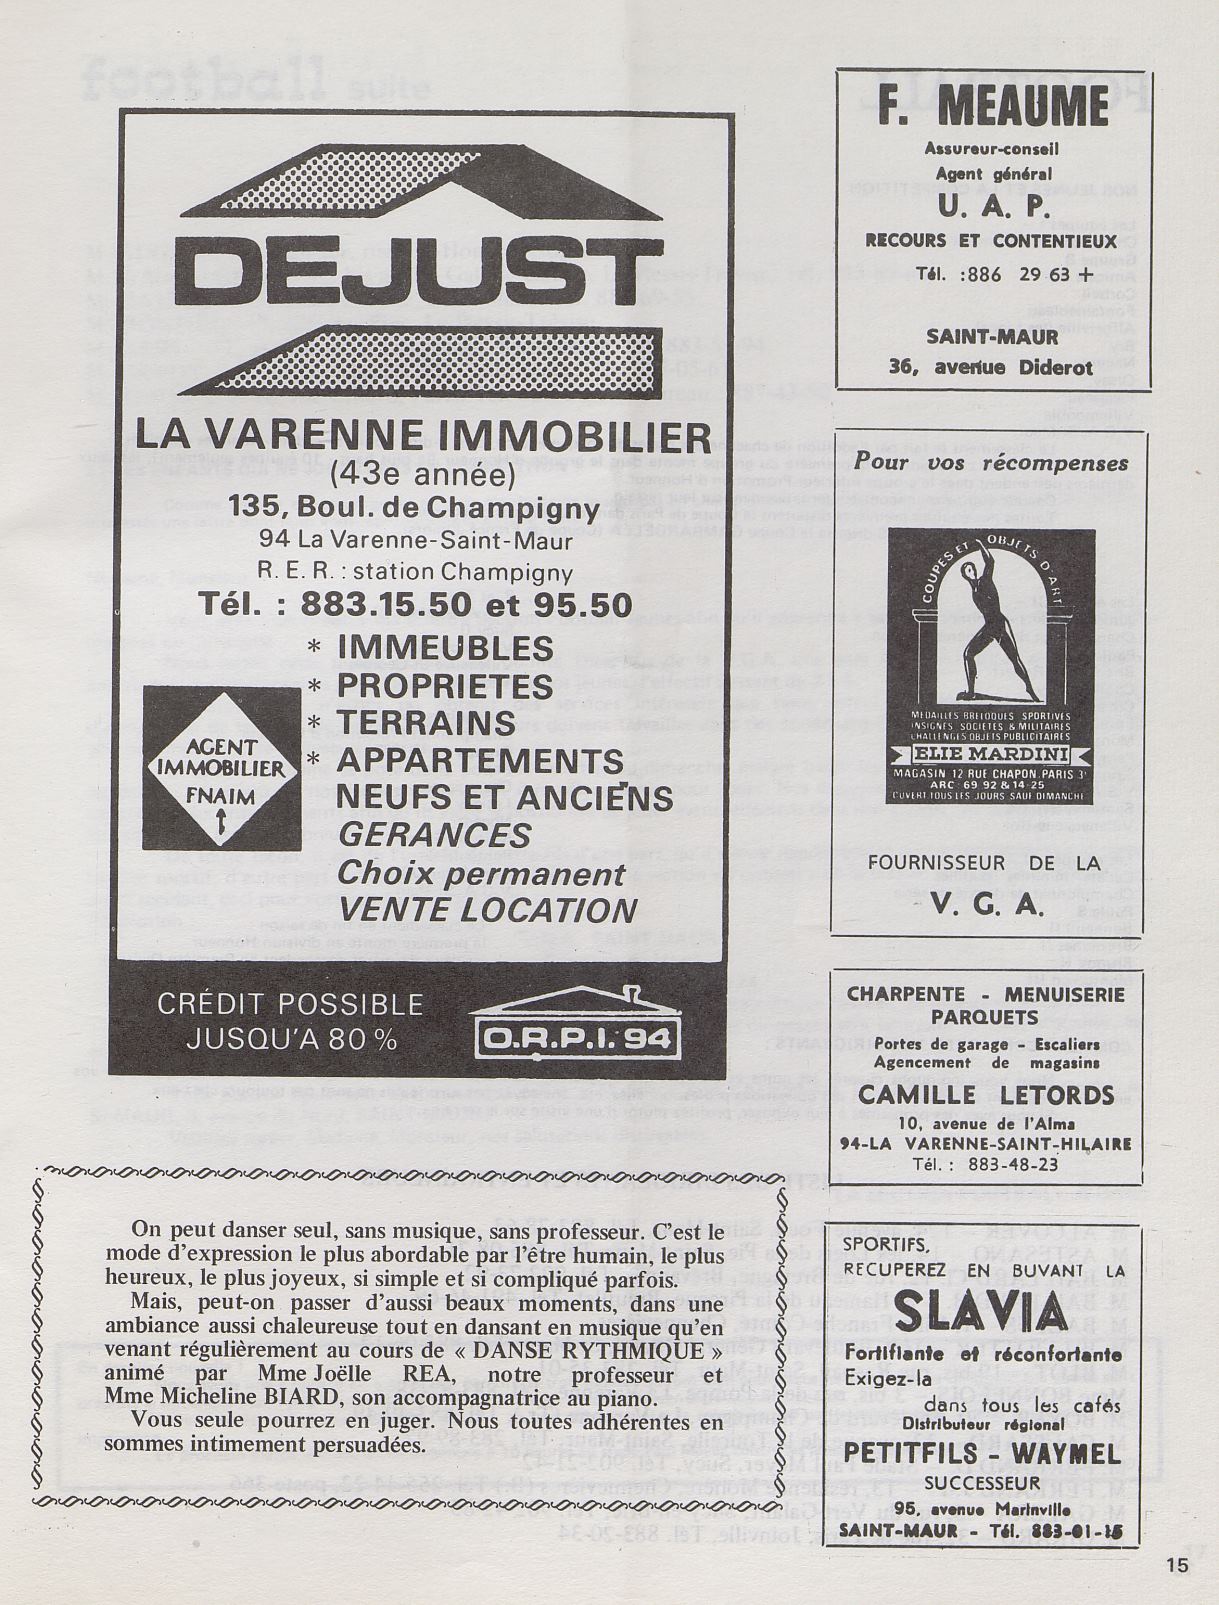 DEJUST
LA VARENNE IMMOBILIER
(43e année)
135, Boul. de Champigny
94 La Varenne-Saint-Maur
R. E. R. : station Champigny
Tél. : 883.15.50 et 95.50
* IMMEUBLES
* PROPRIETES
* TERRAINS
* APPARTEMENTS
NEUFS ET ANCIENS
GERANCES
Choix permanent
VENTE LOCATION
AGENT
IMMOBILIER
FNAIM
CRÉDIT POSSIBLE
JUSQU'A 80 %
O.R.P.I. 94
On peut danser seul, sans musique, sans professeur. C'est le
mode d'expression le plus abordable par l'être humain, le plus
heureux, le plus joyeux, si simple et si compliqué parfois.
Mais, peut-on passer d'aussi beaux moments, dans une
ambiance aussi chaleureuse tout en dansant en musique qu'en
venant régulièrement au cours de « DANSE RYTHMIQUE »
animé par Mme Joëlle REA, notre professeur et
Mme Micheline BIARD, son accompagnatrice au piano.
Vous seule pourrez en juger. Nous toutes adhérentes en
sommes intimement persuadées.
F. MEAUME
Assureur-conseil
Agent général
U. A. P.
RECOURS ET CONTENTIEUX
Tél. : 886 29 63 +
SAINT-MAUR
36, avenue Diderot
Pour vos récompenses
COUPES ET OBJETS D'ART
MEDAILLES BRELOQUES SPORTIVES
INSIGNES SOCIETES & MILITAIRES
CHALLENGES OBJETS PUBLICITAIRES
ELIE MARDINI
MAGASIN 12 RUE CHAPON PARIS 3e
ARC 69 92 & 14 25
OUVERT TOUS LES JOURS SAUF DIMANCHE
FOURNISSEUR DE LA
V. G. A.
CHARPENTE - MENUISERIE
PARQUETS
Portes de garage - Escaliers
Agencement de magasins
CAMILLE LETORDS
10, avenue de l'Alma
94-LA VARENNE-SAINT-HILAIRE
Tél. : 883-48-23
SPORTIFS,
RECUPEREZ EN BUVANT LA
SLAVIA
Fortifiante et réconfortante
Exigez-la
dans tous les cafés
Distributeur régional
PETITFILS - WAYMEL
SUCCESSEUR
95, avenue Marinville
SAINT-MAUR - Tél. 883-01-15
15